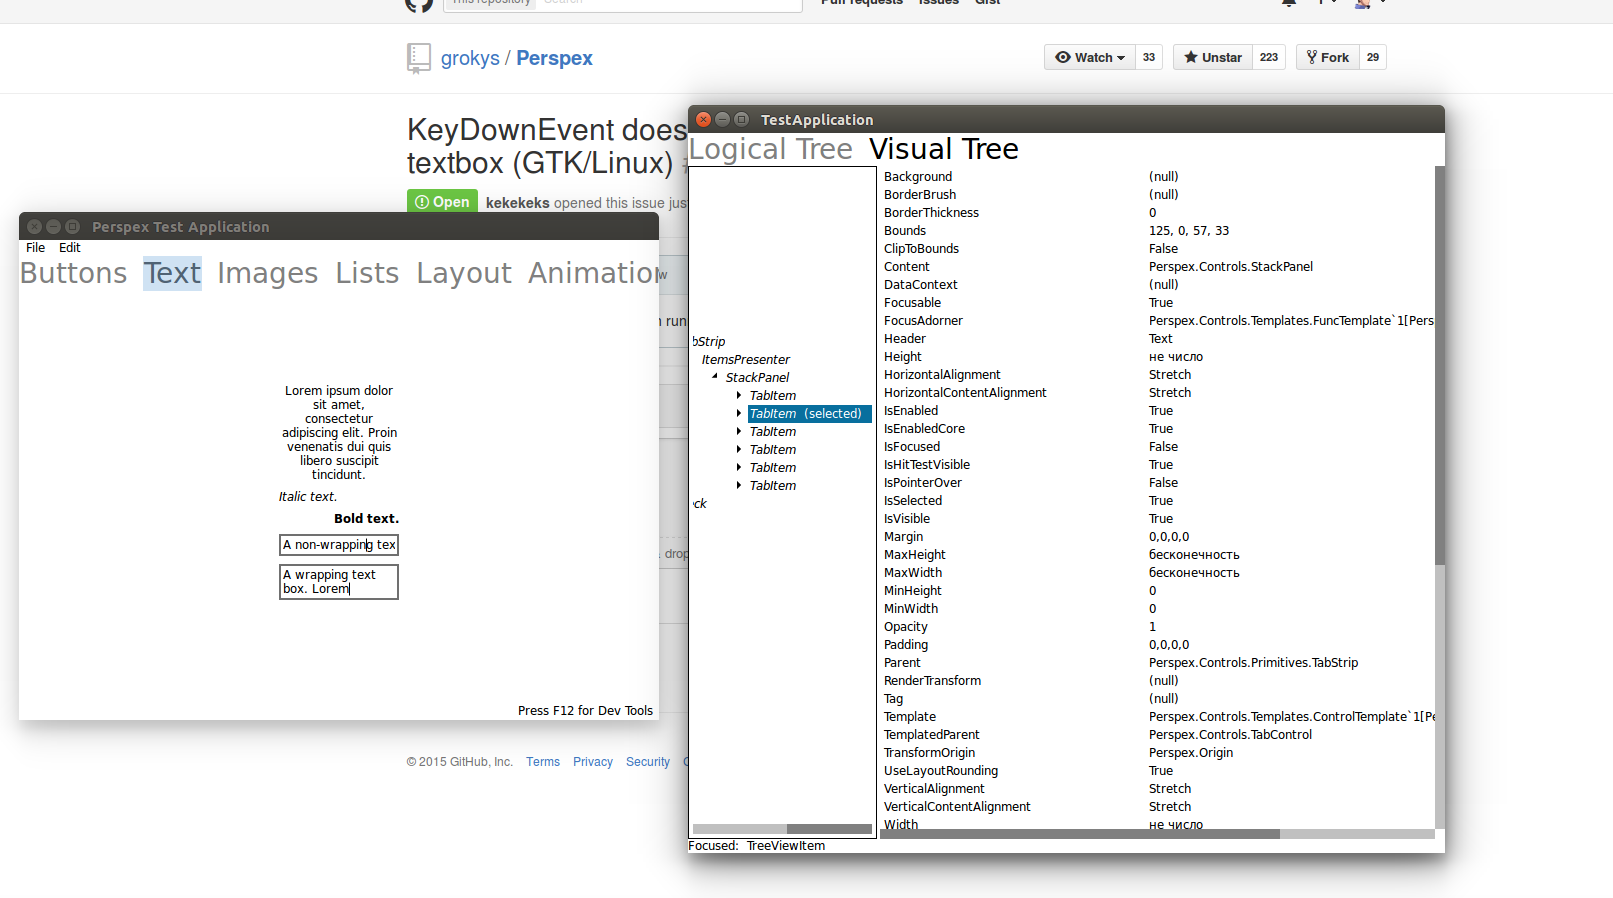 This repository Search
Pull requests Issues Gist
grokys / Perspex
Watch 33 Unstar 223 Fork 29
KeyDownEvent does
textbox (GTK/Linux)
Open kekekeks opened this issue
Perspex Test Application
File Edit
Buttons Text Images Lists Layout Animation
Lorem ipsum dolor
sit amet,
consectetur
adipiscing elit. Proin
venenatis dui quis
libero suscipit
tincidunt.
Italic text.
Bold text.
A non-wrapping tex
A wrapping text
box. Lorem
Press F12 for Dev Tools
© 2015 GitHub, Inc. Terms Privacy Security
TestApplication
Logical Tree Visual Tree
bStrip
ItemsPresenter
StackPanel
TabItem
TabItem (selected)
TabItem
TabItem
TabItem
TabItem
ck
Background (null)
BorderBrush (null)
BorderThickness 0
Bounds 125, 0, 57, 33
ClipToBounds False
Content Perspex.Controls.StackPanel
DataContext (null)
Focusable True
FocusAdorner Perspex.Controls.Templates.FuncTemplate`1[Pers
Header Text
Height не число
HorizontalAlignment Stretch
HorizontalContentAlignment Stretch
IsEnabled True
IsEnabledCore True
IsFocused False
IsHitTestVisible True
IsPointerOver False
IsSelected True
IsVisible True
Margin 0,0,0,0
MaxHeight бесконечность
MaxWidth бесконечность
MinHeight 0
MinWidth 0
Opacity 1
Padding 0,0,0,0
Parent Perspex.Controls.Primitives.TabStrip
RenderTransform (null)
Tag (null)
Template Perspex.Controls.Templates.ControlTemplate`1[Pe
TemplatedParent Perspex.Controls.TabControl
TransformOrigin Perspex.Origin
UseLayoutRounding True
VerticalAlignment Stretch
VerticalContentAlignment Stretch
Width не число
Focused: TreeViewItem